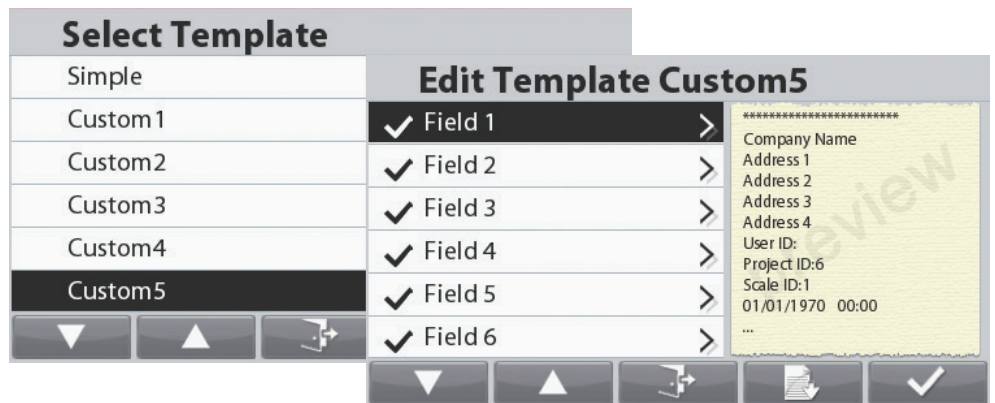 Select Template
Simple
Custom1
Custom2
Custom3
Custom4
Custom5
Edit Template Custom5
Field 1
Field 2
Field 3
Field 4
Field 5
Field 6
************************
Company Name
Address 1
Address 2
Address 3
Address 4
User ID:
Project ID:6
Scale ID:1
01/01/1970 00:00
...
Preview